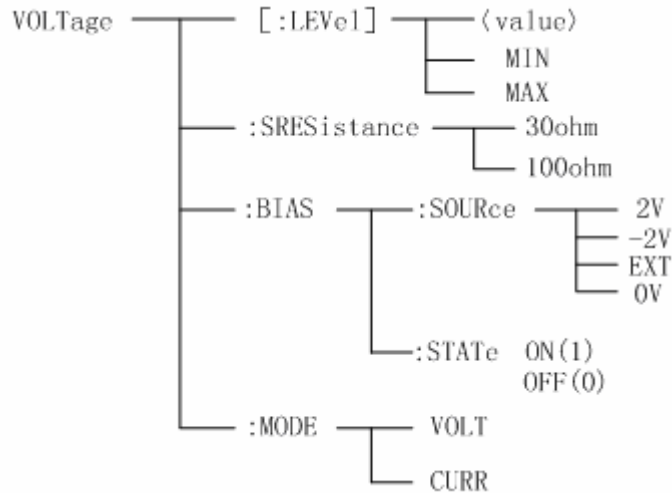 VOLTage [:LEVel] 〈value〉
MIN
MAX
:SRESistance 30ohm
100ohm
:BIAS :SOURce 2V
-2V
EXT
0V
:STATe ON(1)
OFF(0)
:MODE VOLT
CURR